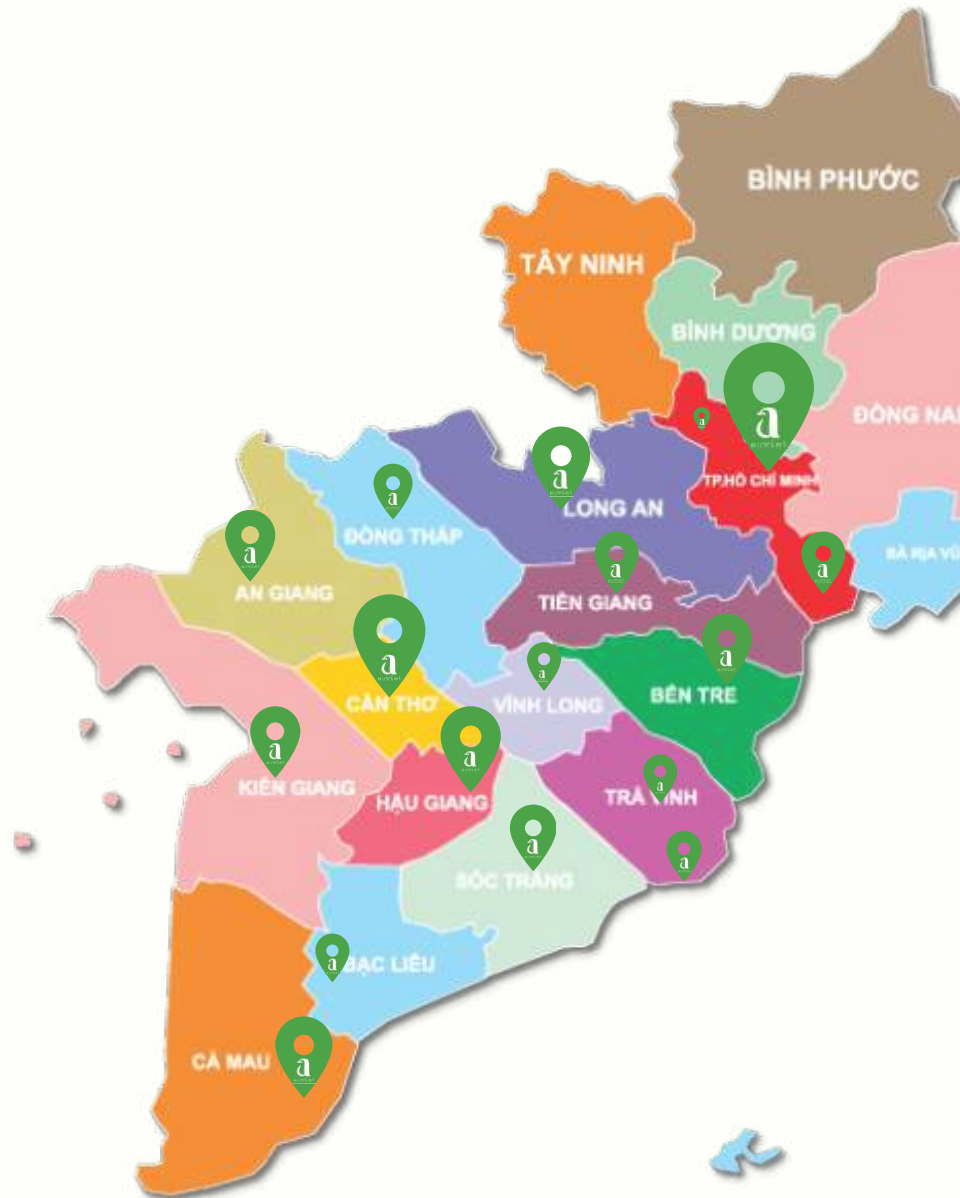 BÌNH PHƯỚC
TÂY NINH
BÌNH DƯƠNG
ĐỒNG NAI
TP.HỒ CHÍ MINH
LONG AN
ĐỒNG THÁP
BÀ RỊA VŨ
AN GIANG
TIỀN GIANG
CẦN THƠ
VĨNH LONG
BẾN TRE
KIÊN GIANG
HẬU GIANG
TRÀ VINH
SÓC TRĂNG
BẠC LIÊU
CÀ MAU
a